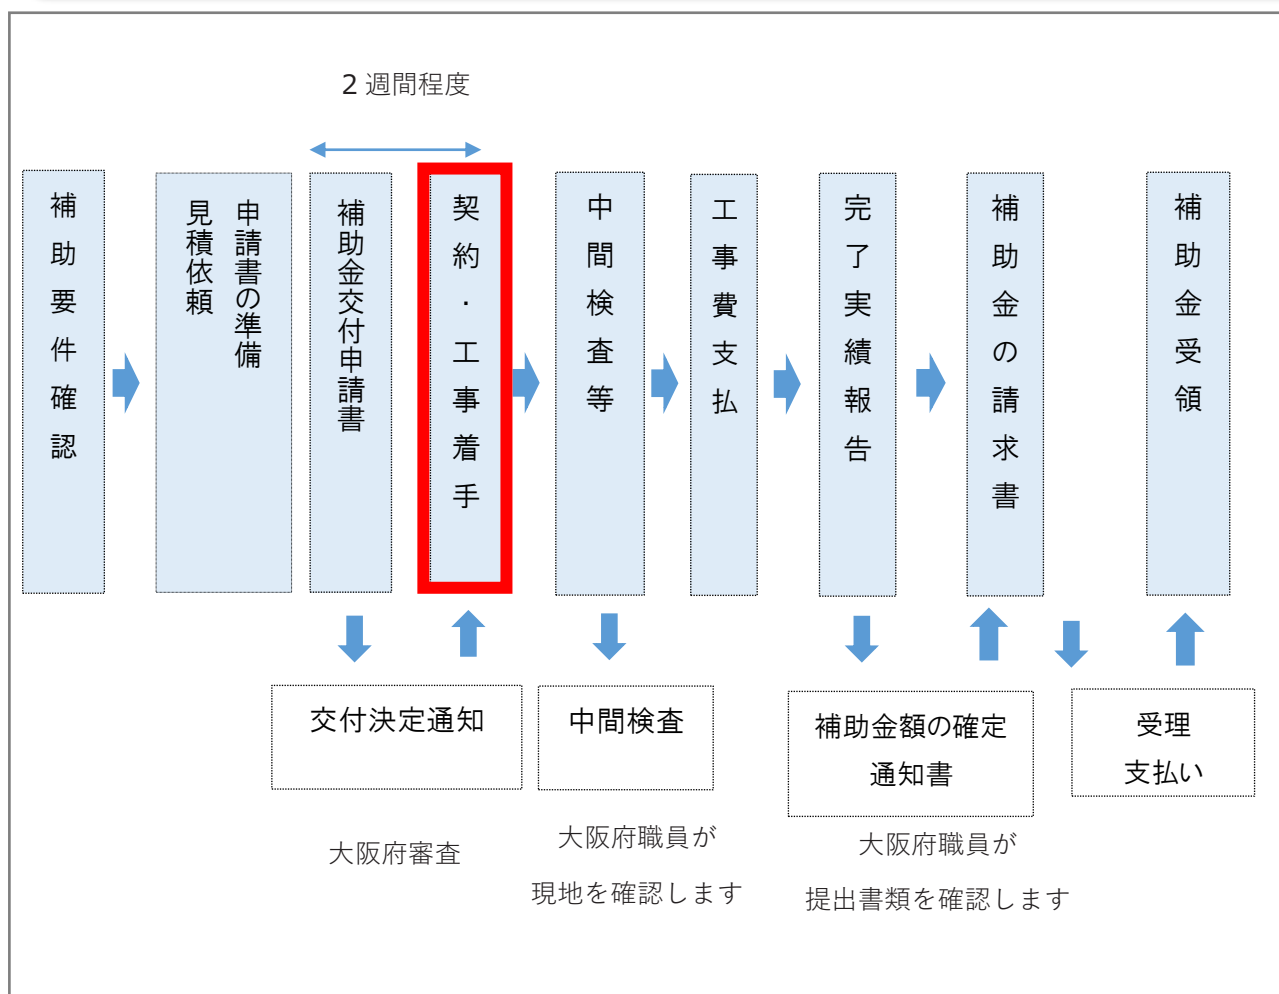 2 週間程度
補助要件確認
申請書の準備
見積依頼
補助金交付申請書
契約・工事着手
中間検査等
工事費支払
完了実績報告
補助金の請求書
補助金受領
交付決定通知
中間検査
補助金額の確定
通知書
受理
支払い
大阪府審査
大阪府職員が
現地を確認します
大阪府職員が
提出書類を確認します